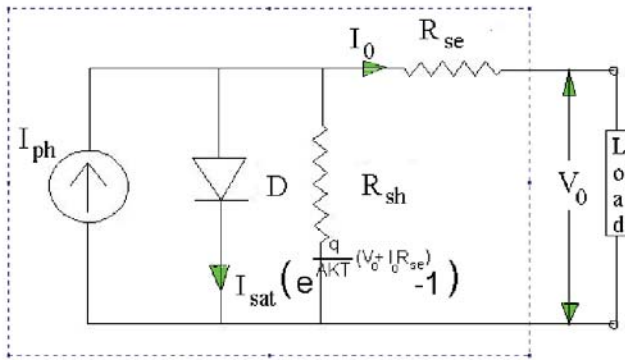 I0
Rse
Iph
D
Rsh
V0
Load
Isat(e^(q/AKT (V0+ I0Rse)) -1)